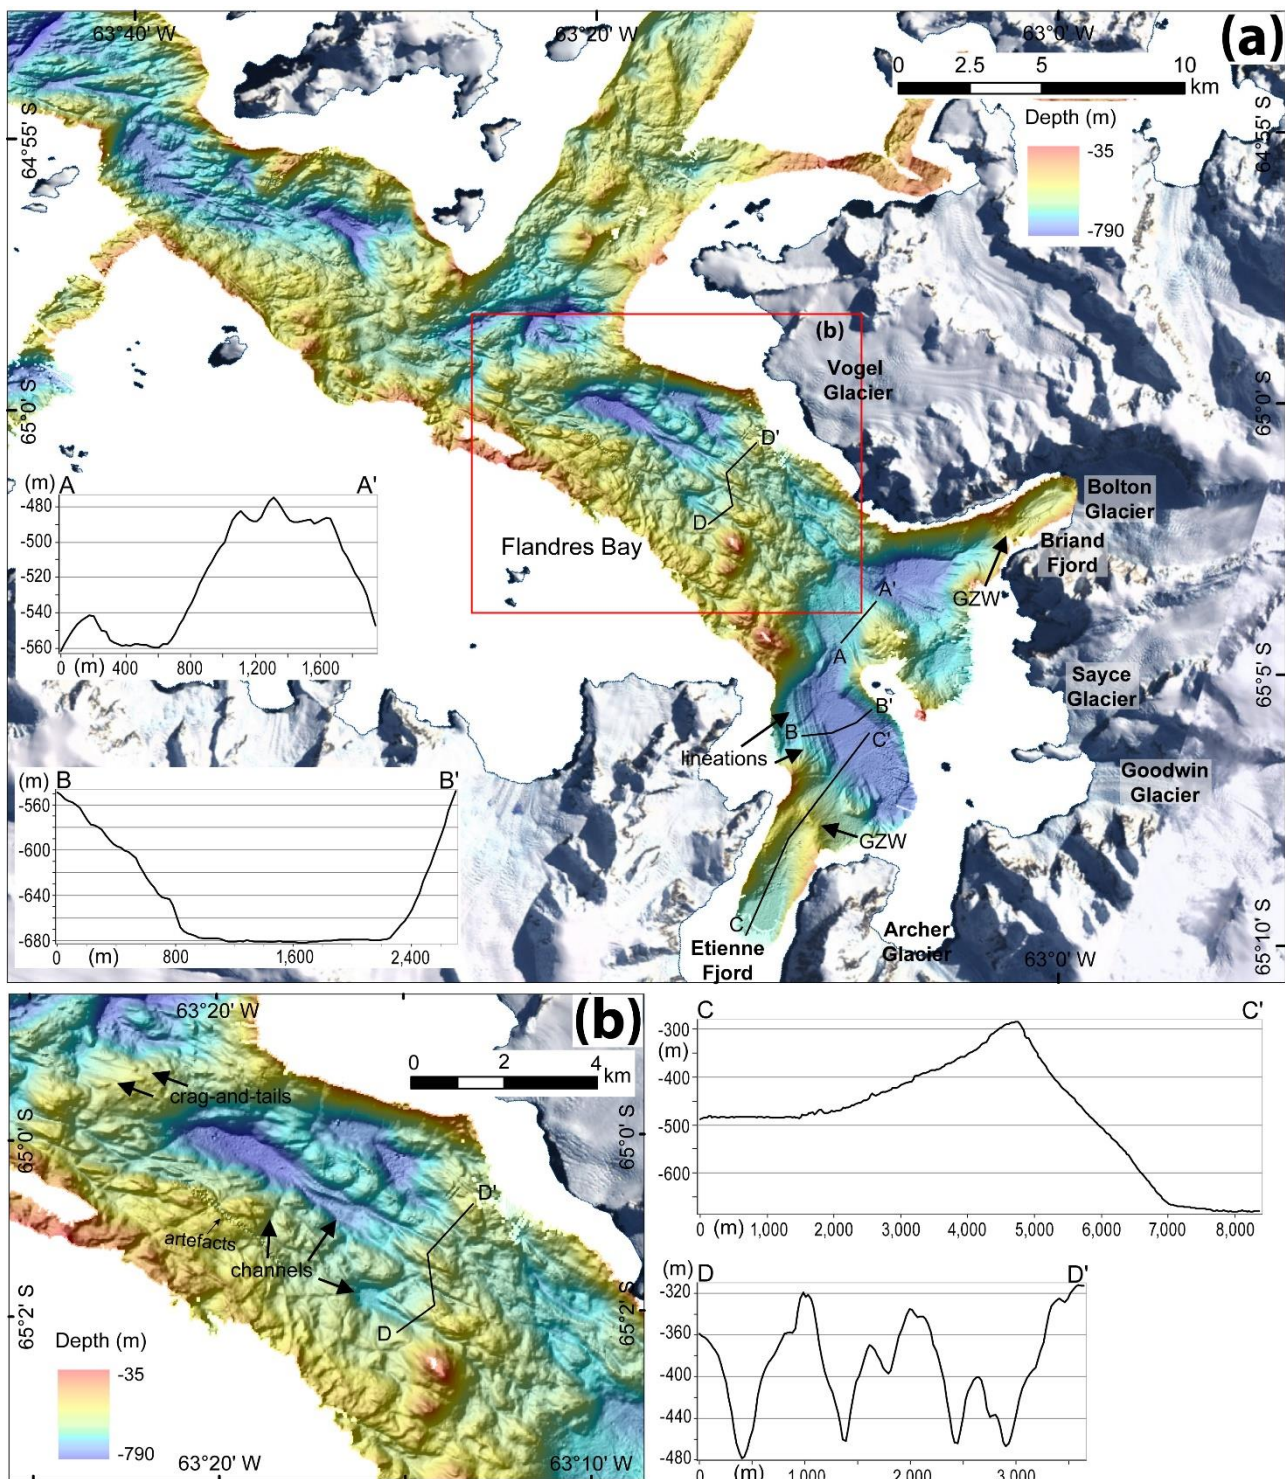 63°40' W
63°20' W
63°0' W
(a)
0 2.5 5 10
km
Depth (m)
-35
-790
64°55' S
64°55' S
(b)
Vogel
Glacier
65°0' S
65°0' S
D'
D
Bolton
Glacier
Briand
Fjord
GZW
Flandres Bay
(m) A A'
-480
-500
-520
-540
-560
0 (m) 400 800 1,200 1,600
A'
A
Sayce
Glacier
65°5' S
B'
B
C'
lineations
Goodwin
Glacier
GZW
(m) B B'
-560
-600
-640
-680
0 (m) 800 1,600 2,400
C
Etienne
Fjord
Archer
Glacier
63°0' W
65°10' S
63°20' W
(b)
0 2 4
km
crag-and-tails
65°0' S
65°0' S
D'
artefacts
channels
D
65°2' S
65°2' S
Depth (m)
-35
-790
63°20' W
63°10' W
C C'
-300
(m)
-400
-500
-600
0 (m) 1,000 2,000 3,000 4,000 5,000 6,000 7,000 8,000
(m) D D'
-320
-360
-400
-440
-480
0 (m) 1,000 2,000 3,000